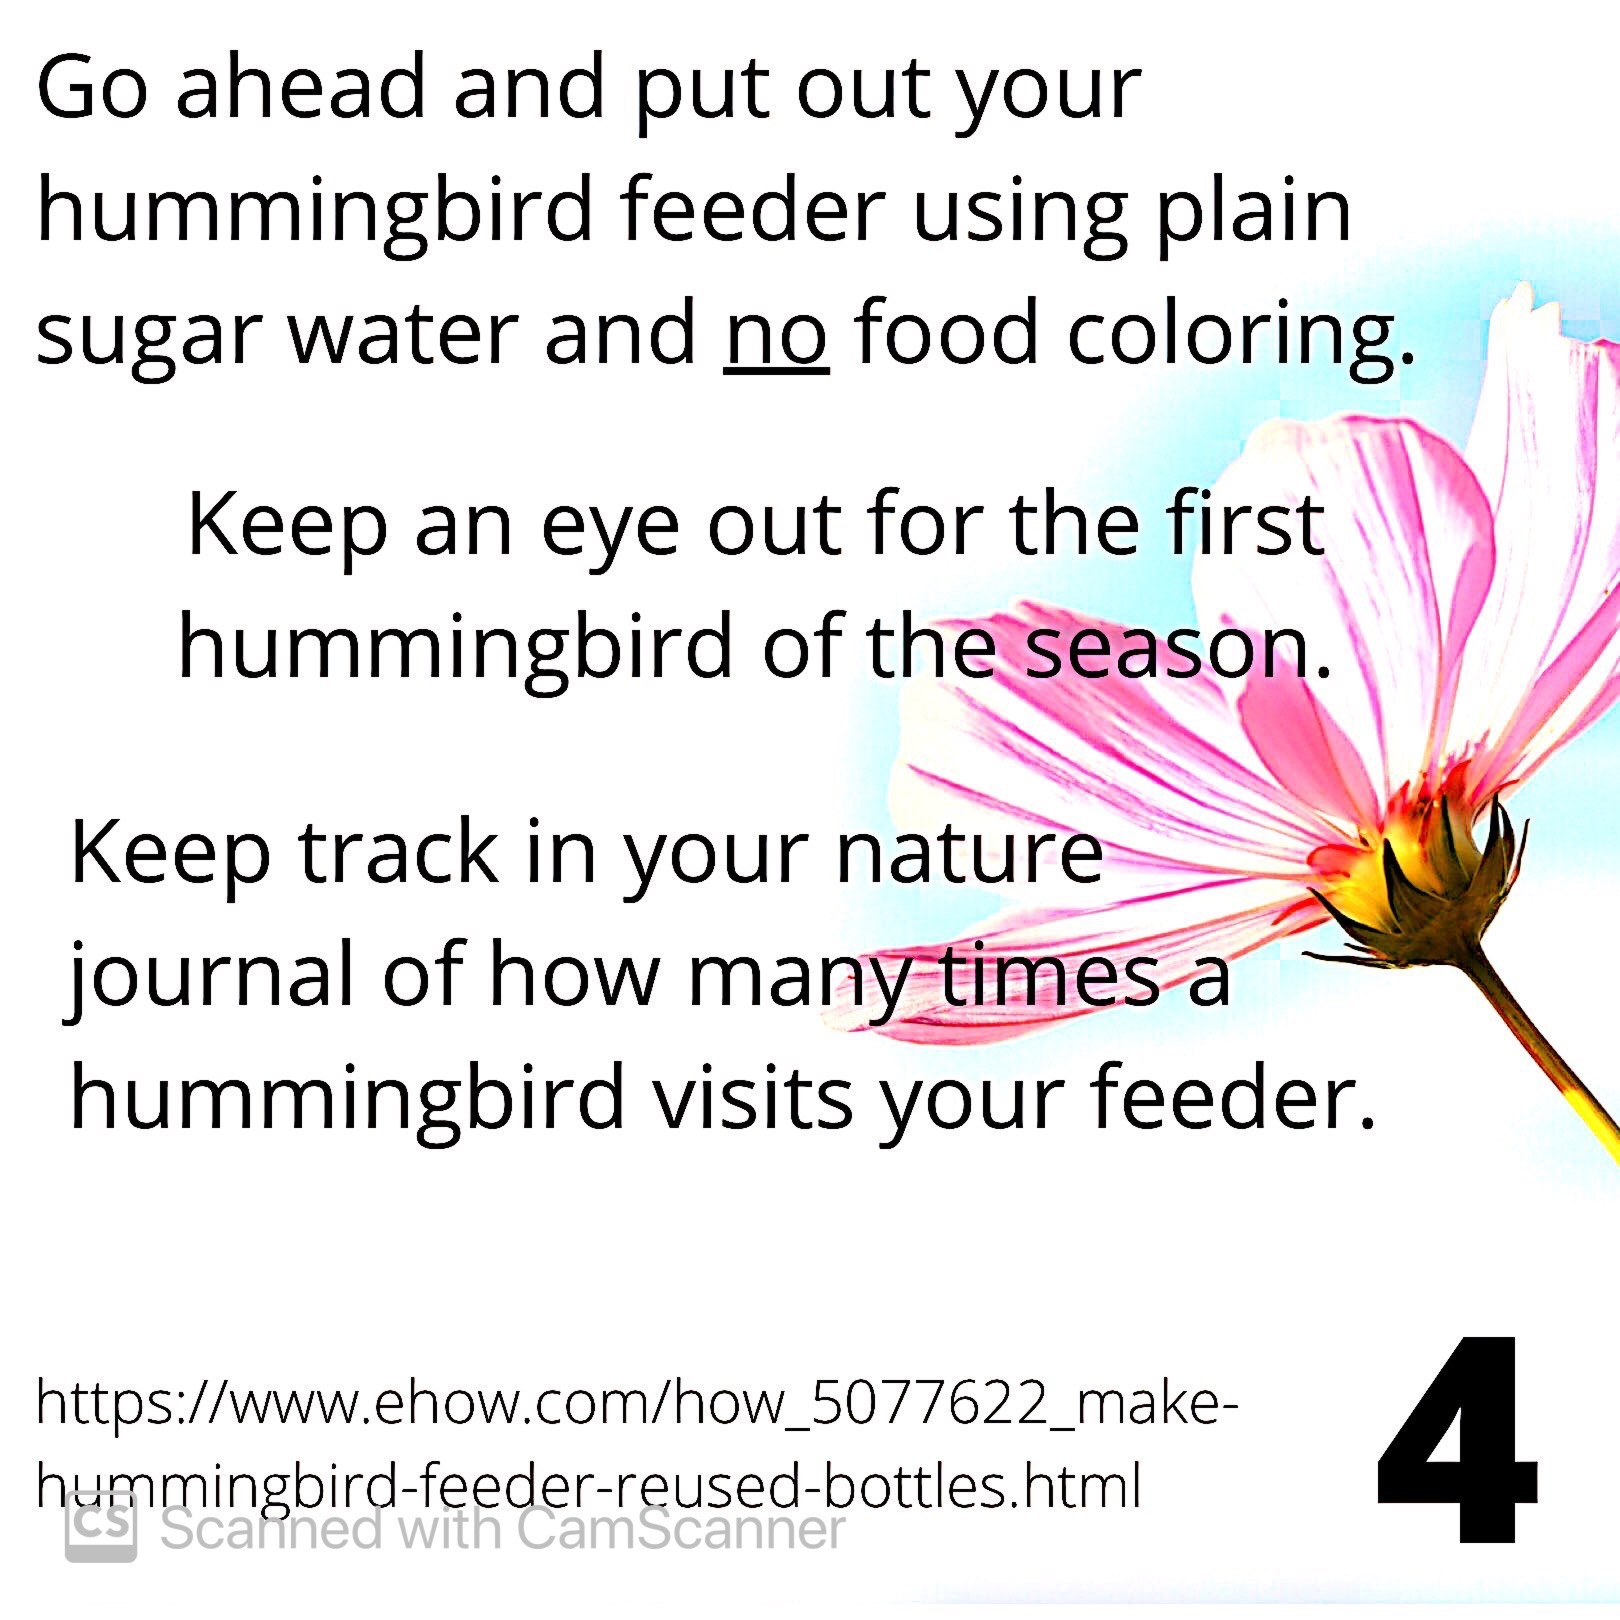 Go ahead and put out your
hummingbird feeder using plain
sugar water and no food coloring.
Keep an eye out for the first
hummingbird of the season.
Keep track in your nature
journal of how many times a
hummingbird visits your feeder.
https://www.ehow.com/how_5077622_make-
hummingbird-feeder-reused-bottles.html
4
CS Scanned with CamScanner